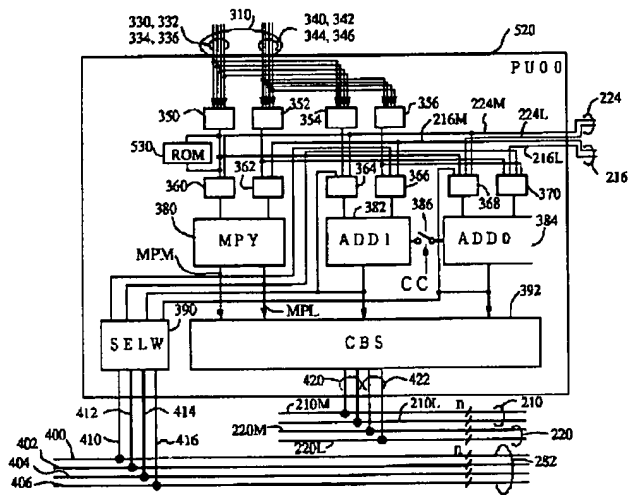 310
330, 332
340, 342
334, 336
344, 346
520
PU00
350
352
354
356
224M
224
216M
224L
530
ROM
216L
216
360
362
364
366
368
370
380
382
386
384
MPY
ADD1
ADD0
MPM
CC
390
MPL
392
SELW
CBS
420
422
412
414
210M
n
210
210L
410
416
220M
220
400
220L
n
402
404
282
406